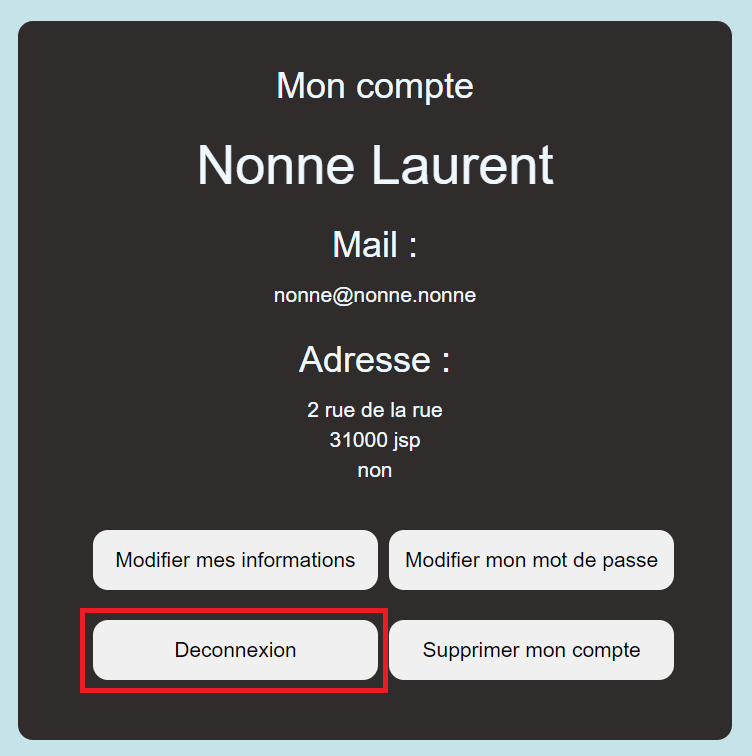 Mon compte
Nonne Laurent
Mail :
nonne@nonne.nonne
Adresse :
2 rue de la rue
31000 jsp
non
Modifier mes informations
Modifier mon mot de passe
Deconnexion
Supprimer mon compte